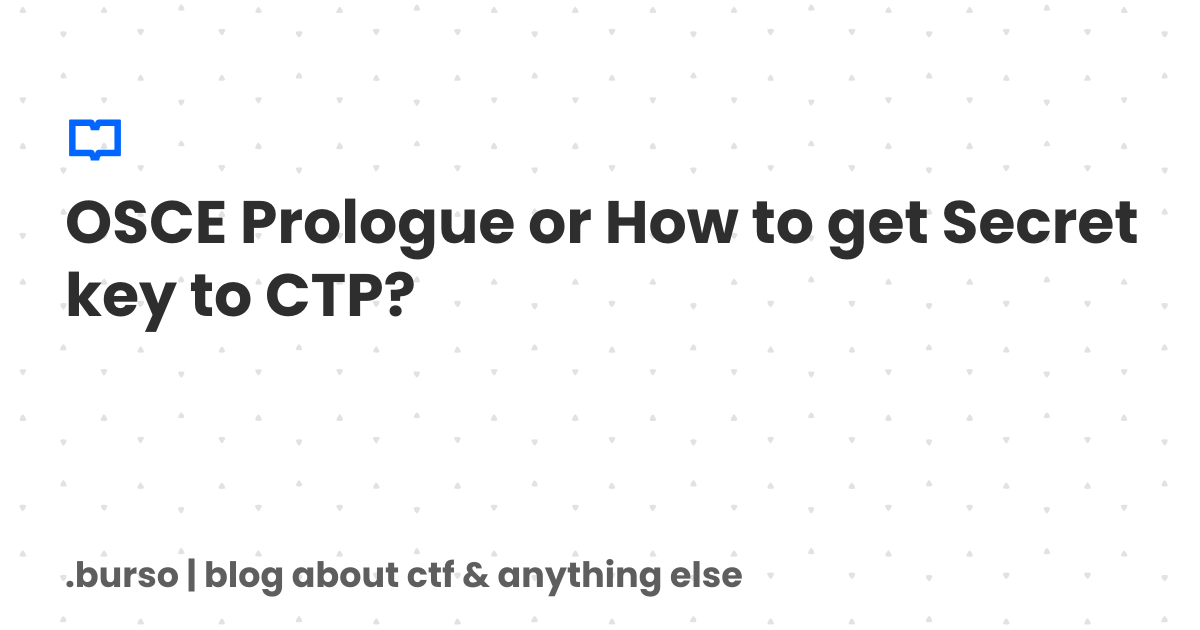 OSCE Prologue or How to get Secret
key to CTP?
.burso | blog about ctf & anything else